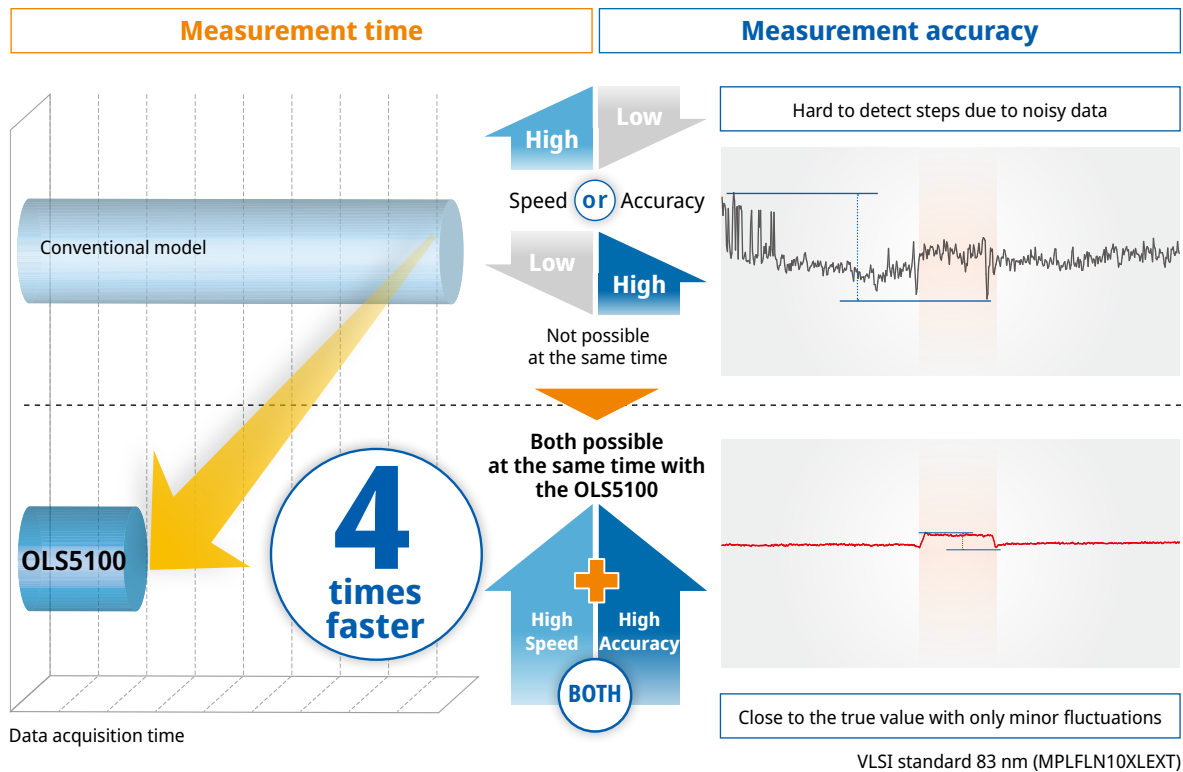 Measurement time
Measurement accuracy
High
Low
Speed or Accuracy
Low
High
Not possible
at the same time
Hard to detect steps due to noisy data
Conventional model
OLS5100
4
times
faster
Both possible
at the same time with
the OLS5100
High
Speed
High
Accuracy
BOTH
Close to the true value with only minor fluctuations
Data acquisition time
VLSI standard 83 nm (MPLFLN10XLEXT)